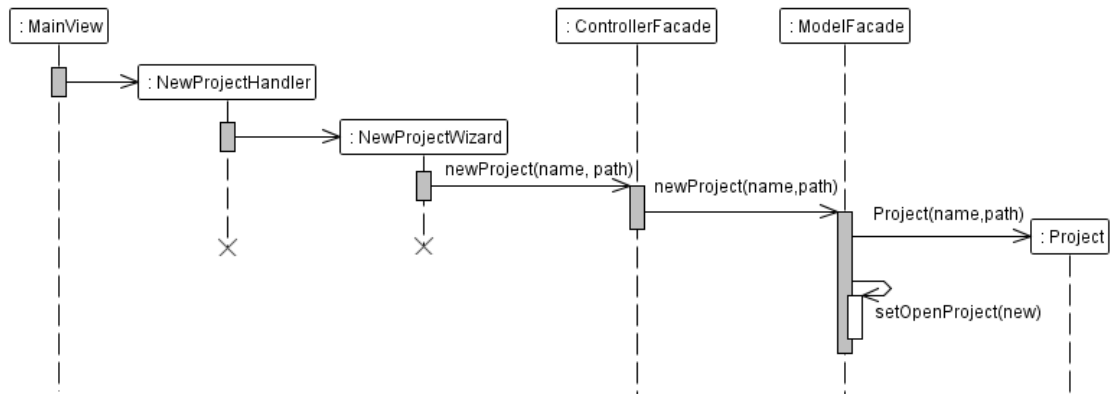 : MainView
: ControllerFacade
: ModelFacade
: NewProjectHandler
: NewProjectWizard
newProject(name, path)
newProject(name,path)
Project(name,path)
: Project
setOpenProject(new)